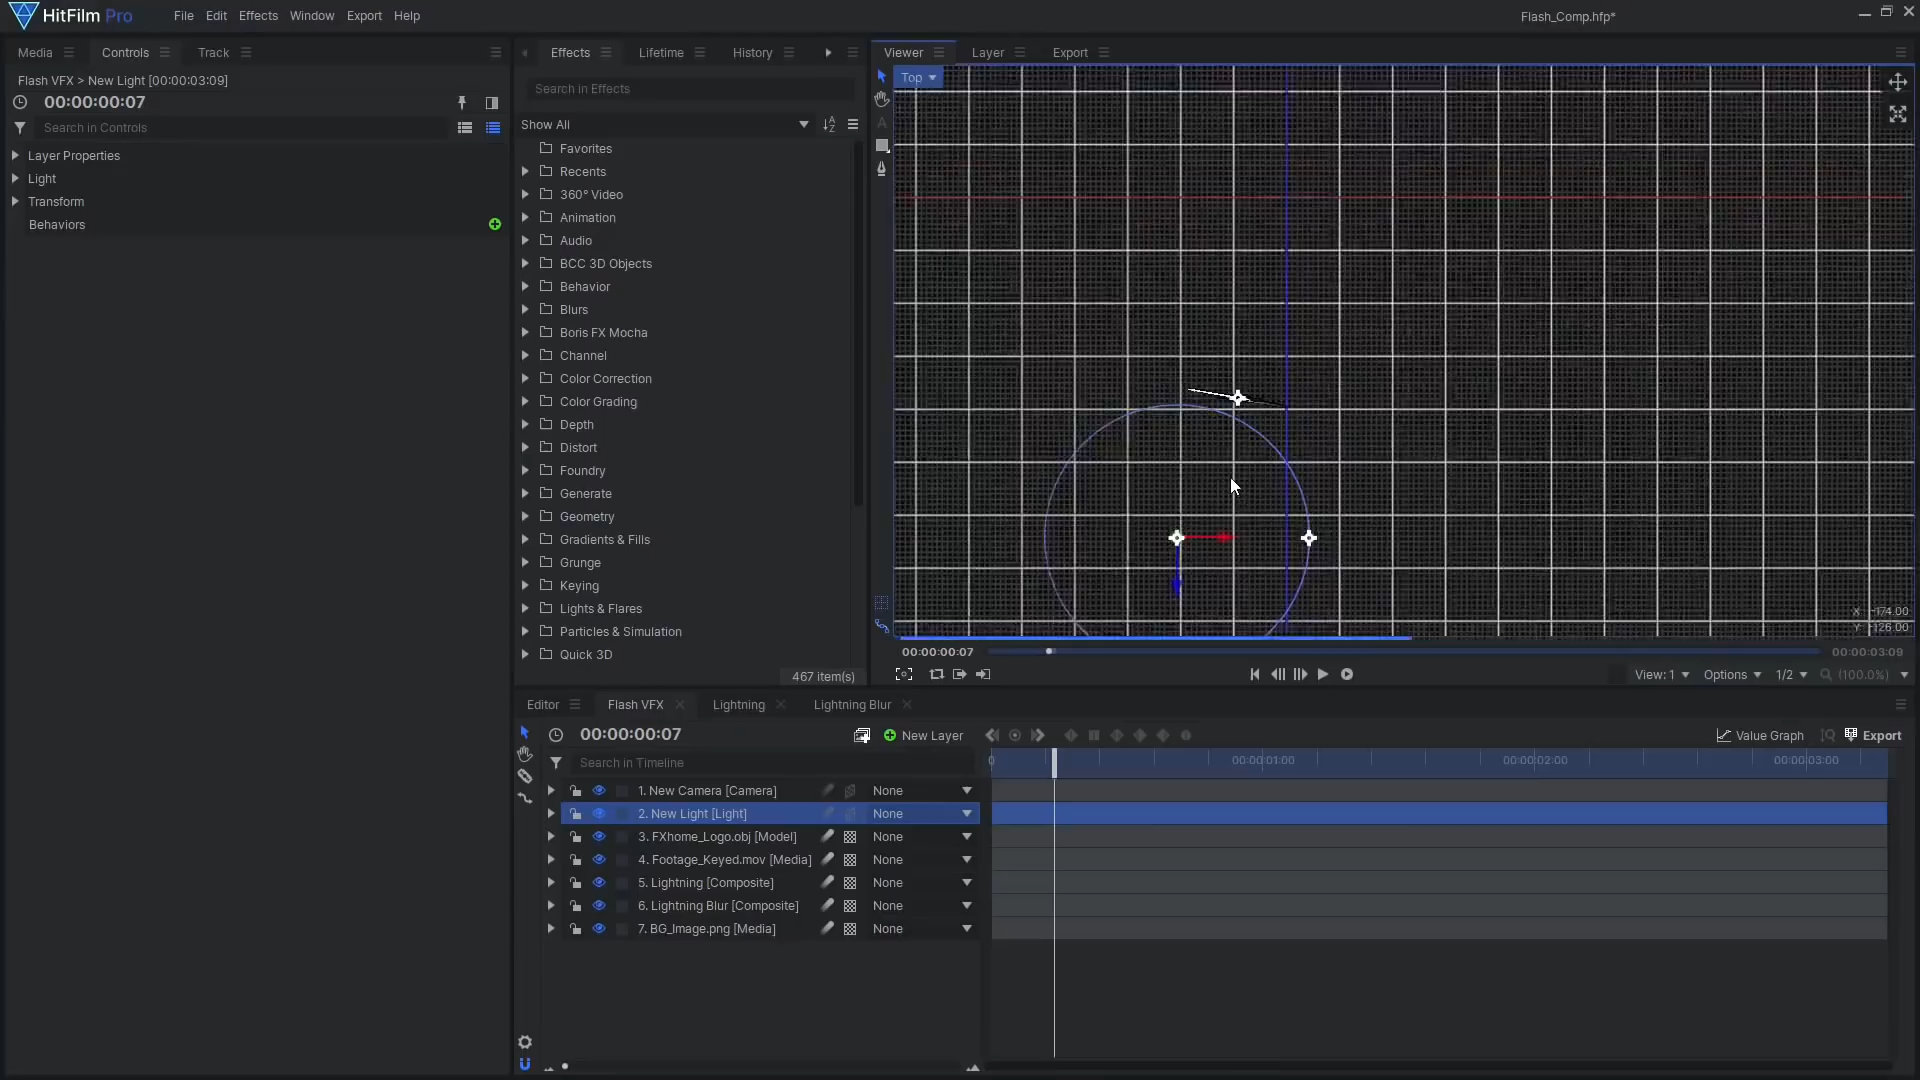 HitFilm Pro
File Edit Effects Window Export Help
Flash_Comp.hfp*
Media Controls Track
Flash VFX > New Light [00:00:03:09]
00:00:00:07
Search in Controls
Layer Properties
Light
Transform
Behaviors
Effects Lifetime History
Search in Effects
Show All
Favorites
Recents
360° Video
Animation
Audio
BCC 3D Objects
Behavior
Blurs
Boris FX Mocha
Channel
Color Correction
Color Grading
Depth
Distort
Foundry
Generate
Geometry
Gradients & Fills
Grunge
Keying
Lights & Flares
Particles & Simulation
Quick 3D
467 item(s)
Viewer Layer Export
Top
X -174.00
Y -126.00
00:00:00:07 00:00:03:09
View: 1 Options 1/2 (100.0%)
Editor Flash VFX Lightning Lightning Blur
00:00:00:07 New Layer Value Graph Export
Search in Timeline
0 00:00:01:00 00:00:02:00 00:00:03:00
1. New Camera [Camera] None
2. New Light [Light] None
3. FXhome_Logo.obj [Model] None
4. Footage_Keyed.mov [Media] None
5. Lightning [Composite] None
6. Lightning Blur [Composite] None
7. BG_Image.png [Media] None